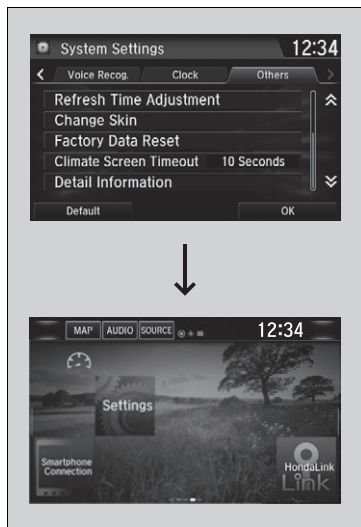 System Settings 12:34
Voice Recog. Clock Others
Refresh Time Adjustment
Change Skin
Factory Data Reset
Climate Screen Timeout 10 Seconds
Detail Information
Default OK
MAP AUDIO SOURCE 12:34
Settings
Smartphone
Connection
HondaLink
Link